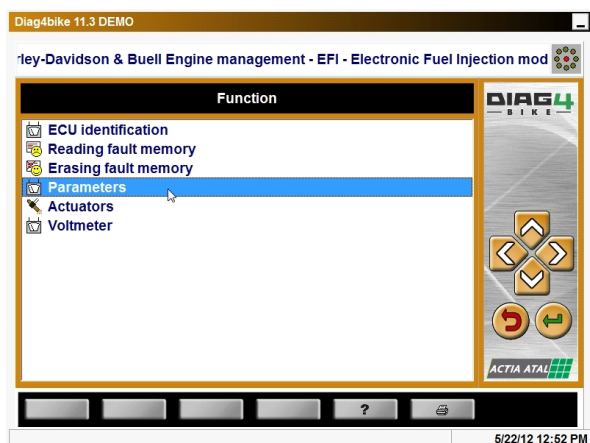 Diag4bike 11.3 DEMO
rley-Davidson & Buell Engine management - EFI - Electronic Fuel Injection mod
Function
DIAG4
BIKE
ECU identification
Reading fault memory
Erasing fault memory
Parameters
Actuators
Voltmeter
ACTIA ATAL
?
5/22/12 12:52 PM